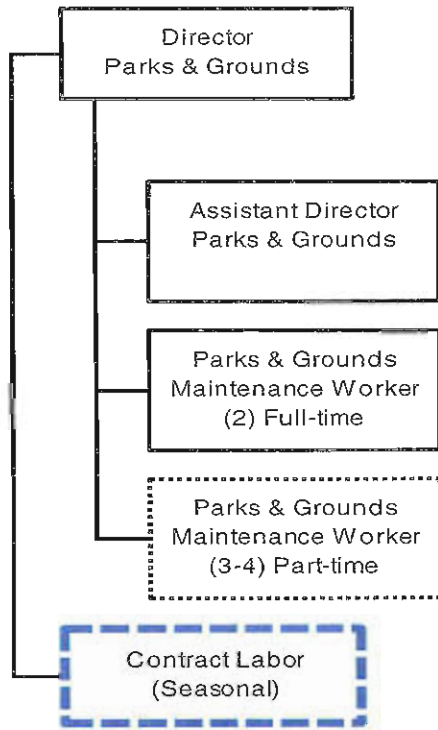 Director
Parks & Grounds
Assistant Director
Parks & Grounds
Parks & Grounds
Maintenance Worker
(2) Full-time
Parks & Grounds
Maintenance Worker
(3-4) Part-time
Contract Labor
(Seasonal)